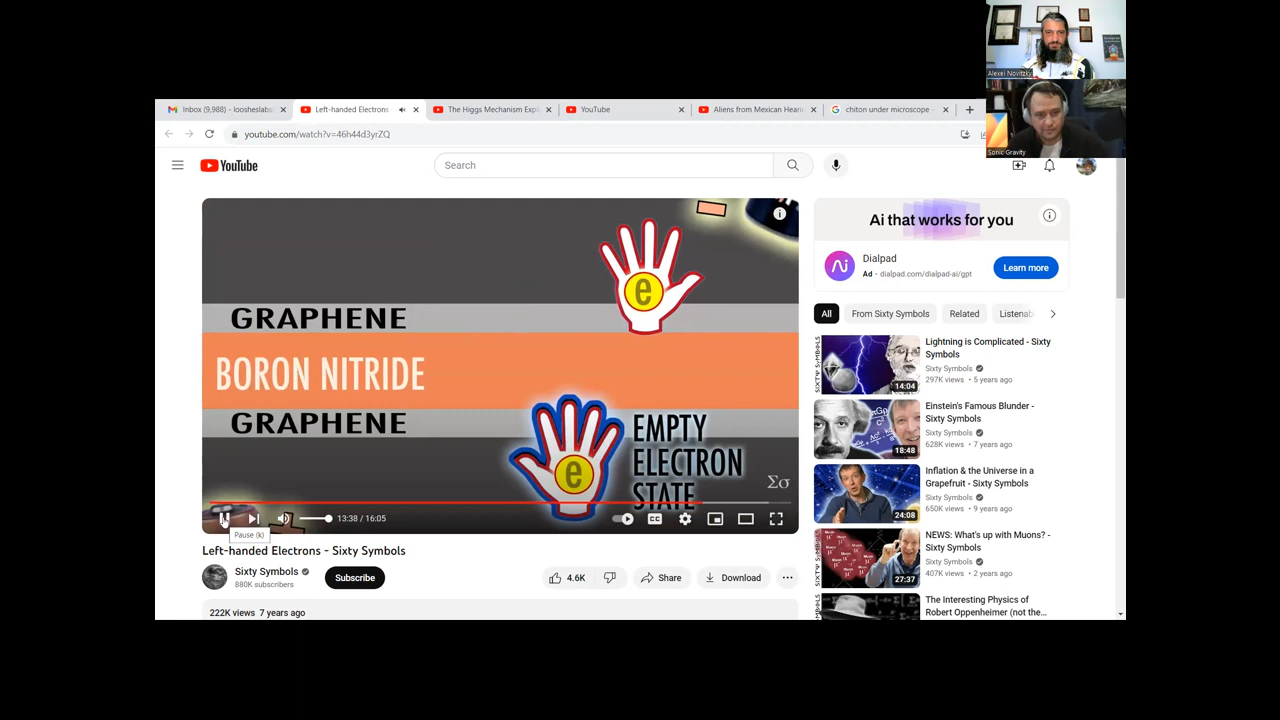 Alexei Novitzky
Sonic Gravity
Inbox (9,988) - loosheslabs
Left-handed Electrons
The Higgs Mechanism Expl
YouTube
Aliens from Mexican Hear
chiton under microscope -
youtube.com/watch?v=46h44d3yrZQ
YouTube
Search
GRAPHENE
BORON NITRIDE
GRAPHENE
e
e
EMPTY
ELECTRON
STATE
Σσ
13:38 / 16:05
CC
Pause (k)
Left-handed Electrons - Sixty Symbols
Sixty Symbols
880K subscribers
Subscribe
4.6K
Share
Download
222K views 7 years ago
Ai that works for you
Ai
Dialpad
Ad · dialpad.com/dialpad-ai/gpt
Learn more
All
From Sixty Symbols
Related
Listenab
SIXTY SYMBOLS
14:04
Lightning is Complicated - Sixty
Symbols
Sixty Symbols
297K views • 5 years ago
18:48
Einstein's Famous Blunder -
Sixty Symbols
Sixty Symbols
628K views • 7 years ago
24:08
Inflation & the Universe in a
Grapefruit - Sixty Symbols
Sixty Symbols
650K views • 9 years ago
27:37
NEWS: What's up with Muons? -
Sixty Symbols
Sixty Symbols
407K views • 2 years ago
The Interesting Physics of
Robert Oppenheimer (not the...